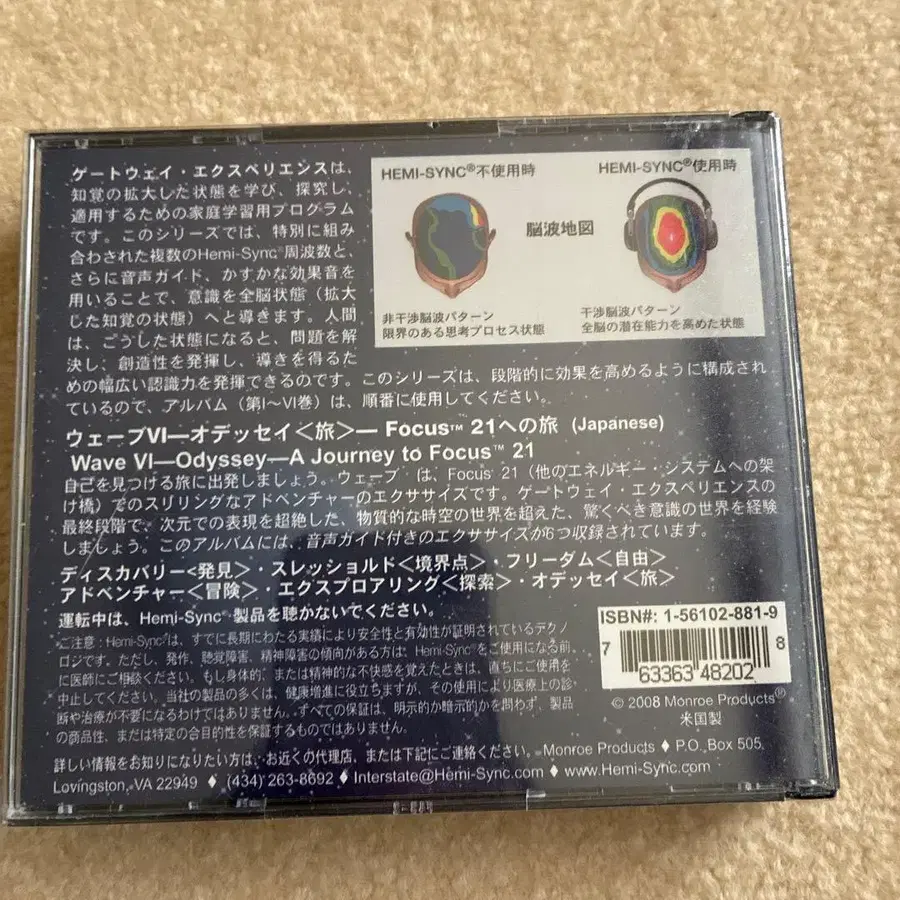 ゲートウェイ・エクスペリエンスは、
知覚の拡大した状態を学び、探究し、
適用するための家庭学習用プログラム
です。このシリーズでは、特別に組み
合わされた複数のHemi-Sync®周波数と、
さらに音声ガイド、かすかな効果音を
用いることで、意識を全脳状態（拡大
じた知覚の状態）へと導きます。人間
は、こうした状態になると、問題を解
決し、創造性を発揮し、導きを得るた
めの幅広い認識力を発揮できるのです。このシリーズは、段階的に効果を高めるように構成され
ているので、アルバム（第I～VI巻）は、順番に使用してください。
HEMI-SYNC®不使用時
HEMI-SYNC®使用時
脳波地図
非干渉脳波パターン
限界のある思考プロセス状態
干渉脳波パターン
全脳の潜在能力を高めた状態
ウェーブVI—オデッセイ＜旅＞— Focus™ 21への旅 (Japanese)
Wave VI—Odyssey—A Journey to Focus™ 21
自己を見つける旅に出発しましょう。ウェーブ は、Focus 21（他のエネルギー・システムへの架
け橋）でのスリリングなアドベンチャーのエクササイズです。ゲートウェイ・エクスペリエンスの
最終段階で、次元での表現を超絶した、物質的な時空の世界を超えた、驚くべき意識の世界を経験
しましょう。このアルバムには、音声ガイド付きのエクササイズが6つ収録されています。
ディスカバリー<発見>・スレッショルド<境界点>・フリーダム<自由>
アドベンチャー<冒険>・エクスプロアリング<探索>・オデッセイ<旅>
運転中は、Hemi-Sync®製品を聴かないでください。
ご注意：Hemi-Sync®は、すでに長期にわたる実績により安全性と有効性が証明されているテクノ
ロジです。ただし、発作、聴覚障害、精神障害の傾向がある方は Hemi-Sync をご使用になる前
に医師にご相談ください。もし身体的、または精神的な不快感を覚えたときは、直ちにご使用を
中止してください。当社の製品の多くは、健康増進に役立ちますが、その使用により医療上の診
断や治療が不要になるわけではありません。すべての保証は、明示的か暗示的かを問わず、製品
の商品性、または特定の合目的性を保証するものではありません。
ISBN#: 1-56102-881-9
7 63363 48202 8
© 2008 Monroe Products®
米国製
詳しい情報をお知りになりたい方は、お近くの代理店、または下記にご連絡ください。Monroe Products ♦ P.O. Box 505
Lovingston, VA 22949 ♦ (434) 263-8692 ♦ Interstate@Hemi-Sync.com ♦ www.Hemi-Sync.com